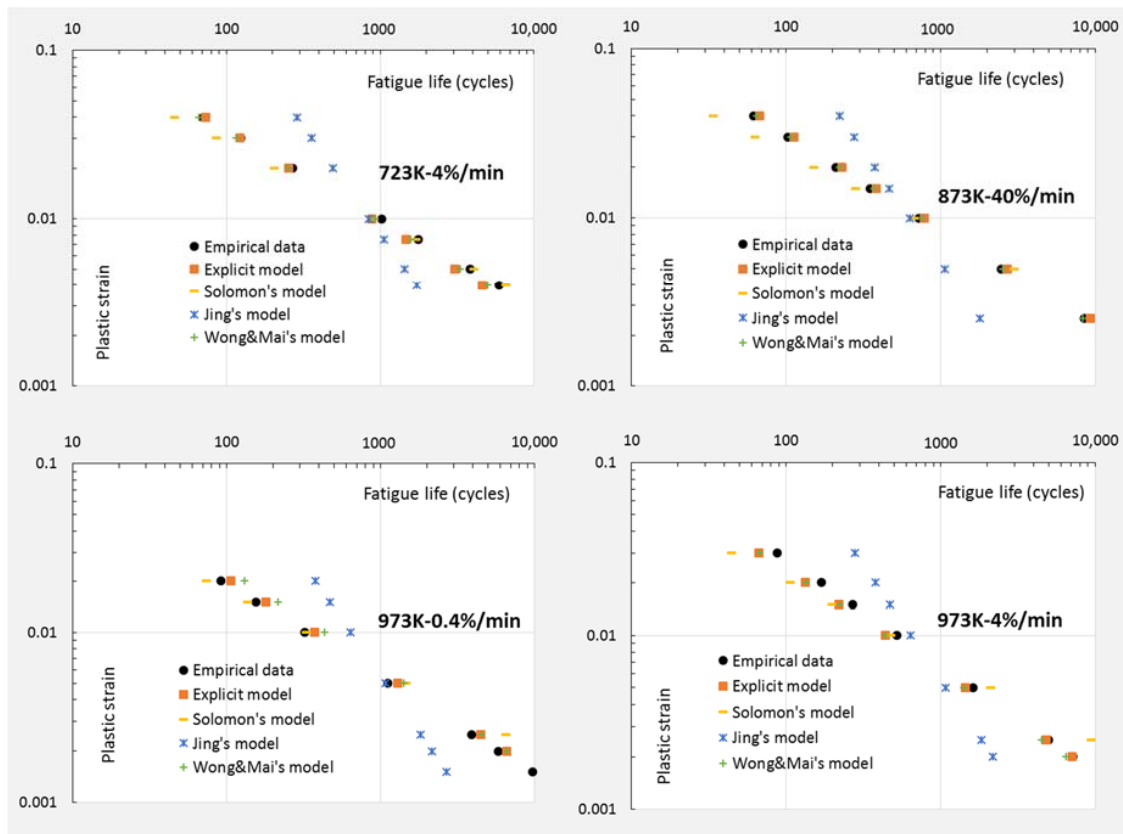 10 100 1000 10,000
0.1
Fatigue life (cycles)
723K-4%/min
0.01
Empirical data
Explicit model
Solomon's model
Jing's model
Wong&Mai's model
Plastic strain
0.001
10 100 1000 10,000
0.1
Fatigue life (cycles)
873K-40%/min
0.01
Empirical data
Explicit model
Solomon's model
Jing's model
Wong&Mai's model
Plastic strain
0.001
10 100 1000 10,000
0.1
Fatigue life (cycles)
973K-0.4%/min
0.01
Empirical data
Explicit model
Solomon's model
Jing's model
Wong&Mai's model
Plastic strain
0.001
10 100 1000 10,000
0.1
Fatigue life (cycles)
973K-4%/min
0.01
Empirical data
Explicit model
Solomon's model
Jing's model
Wong&Mai's model
Plastic strain
0.001